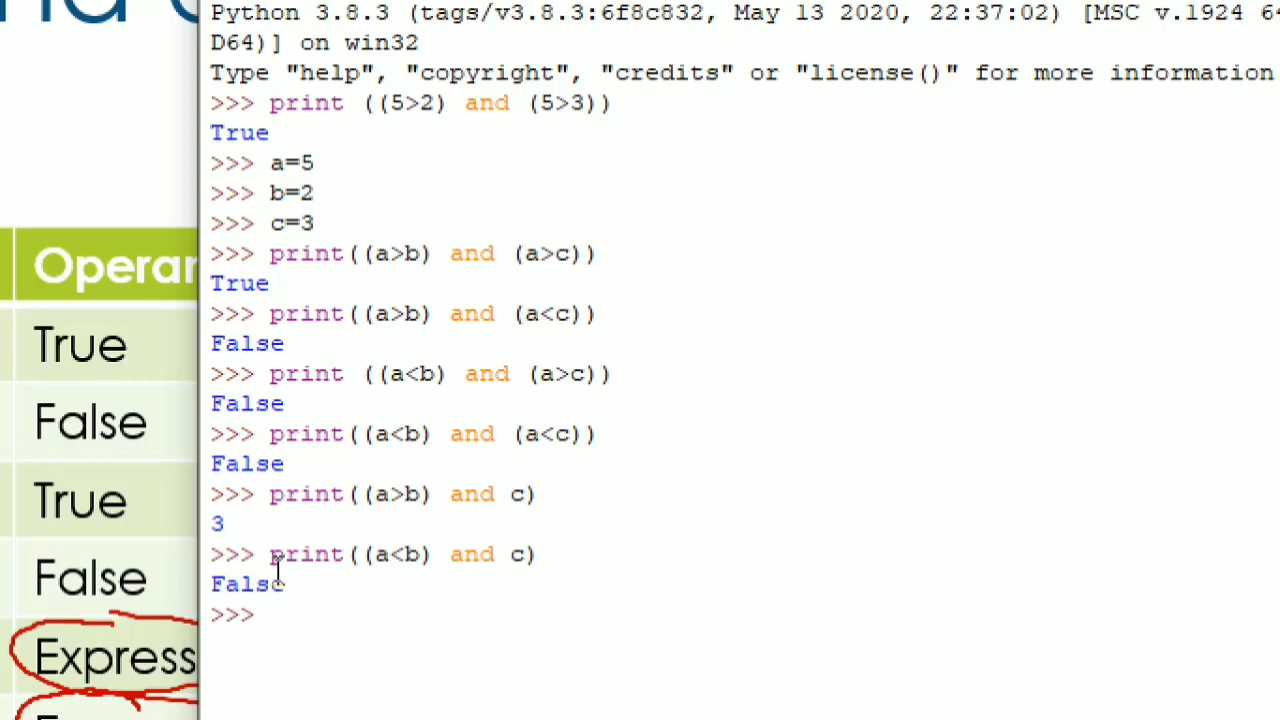 Python 3.8.3 (tags/v3.8.3:6f8c832, May 13 2020, 22:37:02) [MSC v.1924 64
D64)] on win32
Type "help", "copyright", "credits" or "license()" for more information
>>> print ((5>2) and (5>3))
True
>>> a=5
>>> b=2
>>> c=3
>>> print((a>b) and (a>c))
True
>>> print((a>b) and (a<c))
False
>>> print ((a<b) and (a>c))
False
>>> print((a<b) and (a<c))
False
>>> print((a>b) and c)
3
>>> print((a<b) and c)
False
>>>
Operan
True
False
True
False
Express